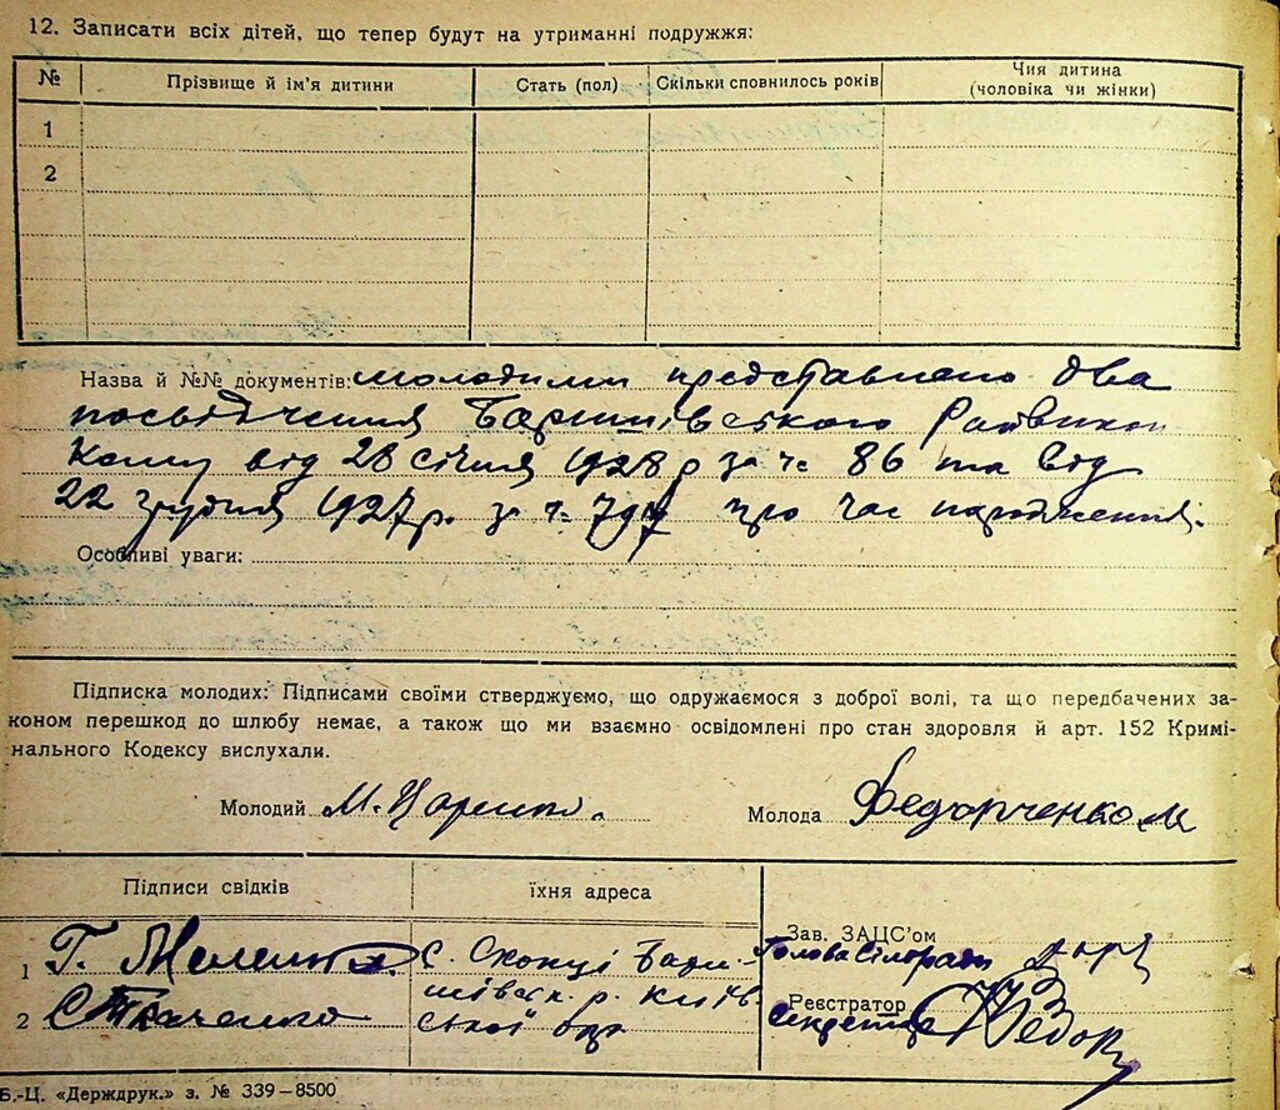 12. Записати всіх дітей, що тепер будут на утриманні подружжя:
№ Прізвище й ім'я дитини Стать (пол) Скільки сповнилось років Чия дитина
(чоловіка чи жінки)
1
2
Назва й №№ документів: молодими представлено два
посвідчення Баришівського Райвикон
кому від 28 січня 1928 р за ч. 86 та від
22 грудня 1927 р. за ч. про час народження.
Особливі уваги:
Підписка молодих: Підписами своїми стверджуємо, що одружаємося з доброї волі, та що передбачених за-
коном перешкод до шлюбу немає, а також що ми взаємно освідомлені про стан здоровля й арт. 152 Кримі-
нального Кодексу вислухали.
Молодий М. Царенко. Молода Федорченко М
Підписи свідків їхня адреса
Зав. ЗАЦС'ом
1 Г. с. Скопці Бари- Голова Сілради
шівськ. р. Київ- Реєстратор
2 С Ткаченко ської окр Секретар
Б.-Ц. «Держдрук.» з. № 339—8500